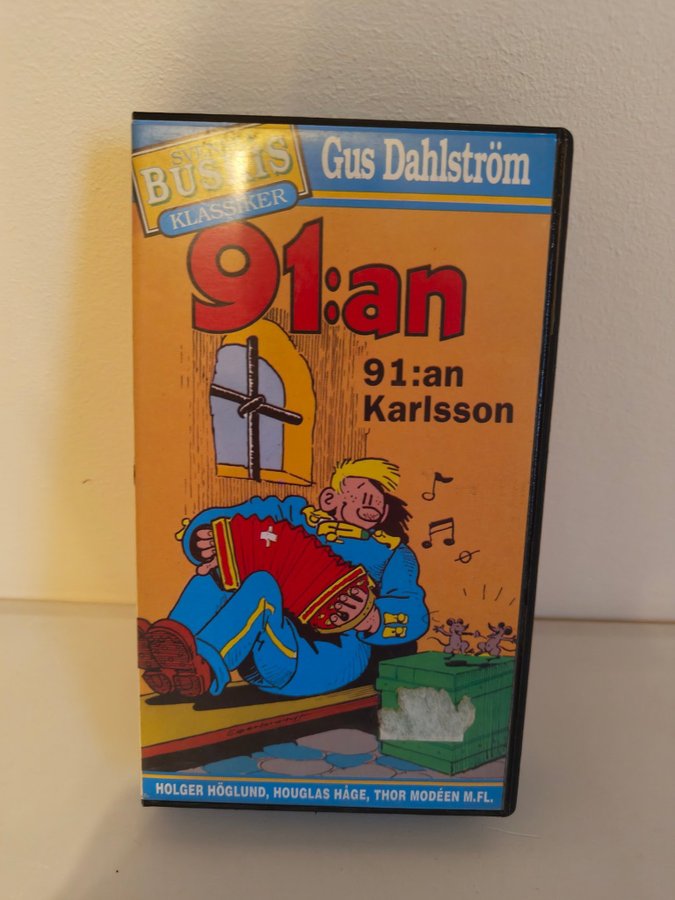 Gus Dahlström
KLASSIKER
91:an
91:an
Karlsson
HOLGER HÖGLUND, HOUGLAS HÅGE, THOR MODÉEN M.FL.